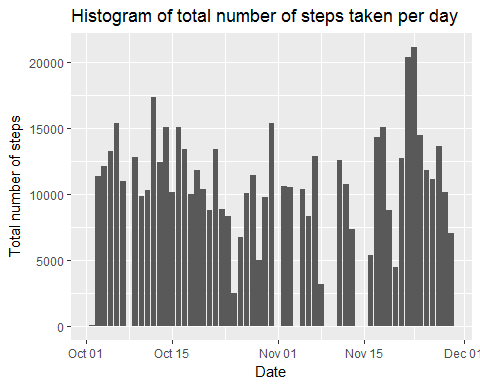 Histogram of total number of steps taken per day
Total number of steps
20000
15000
10000
5000
0
Oct 01
Oct 15
Nov 01
Nov 15
Dec 01
Date